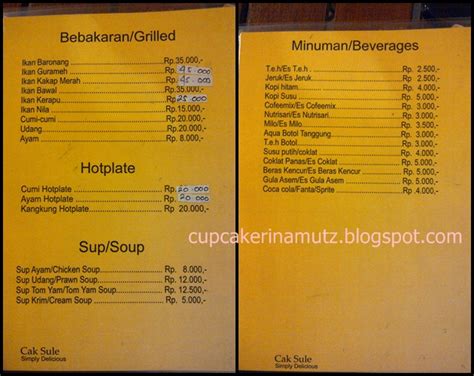 Bebakaran/Grilled
Ikan Baronang Rp.35.000,-
Ikan Gurameh Rp. 45.000
Ikan Kakap Merah Rp. 45.000
Ikan Bawal Rp.35.000,-
Ikan Kerapu Rp. 25 000
Ikan Nila Rp.15.000,-
Cumi-cumi Rp. 20.000,-
Udang Rp. 20.000,-
Ayam Rp. 8.000,-
Hotplate
Cumi Hotplate Rp. 20 000
Ayam Hotplate Rp. 20 000
Kangkung Hotplate Rp. 20.000,-
Sup/Soup
Sup Ayam/Chicken Soup Rp. 8.000,-
Sup Udang/Prawn Soup Rp. 12.000,-
Sup Tom Yam/Tom Yam Soup Rp. 12.500,-
Sup Krim/Cream Soup Rp. 5.000,-
Cak Sule
Simply Delicious
Minuman/Beverages
T.e.h/Es T.e.h Rp. 2.500,-
Jeruk/Es Jeruk Rp. 5.000,-
Kopi hitam Rp. 4.000,-
Kopi Susu Rp. 5.000,-
Cofeemix/Es Cofeemix Rp. 3.000,-
Nutrisari/Es Nutrisari Rp. 3.000,-
Milo/Es Milo Rp. 3.500,-
Aqua Botol Tanggung Rp. 3.000,-
T.e.h Botol Rp. 3.000,-
Susu putih/coklat Rp. 4.000,-
Coklat Panas/Es Coklat Rp. 5.000,-
Beras Kencur/Es Beras Kencur Rp. 5.000,-
Gula Asem/Es Gula Asem Rp. 5.000,-
Coca cola/Fanta/Sprite Rp. 4.000,-
cupcakerinamutz.blogspot.com
Cak Sule
Simply Delicious